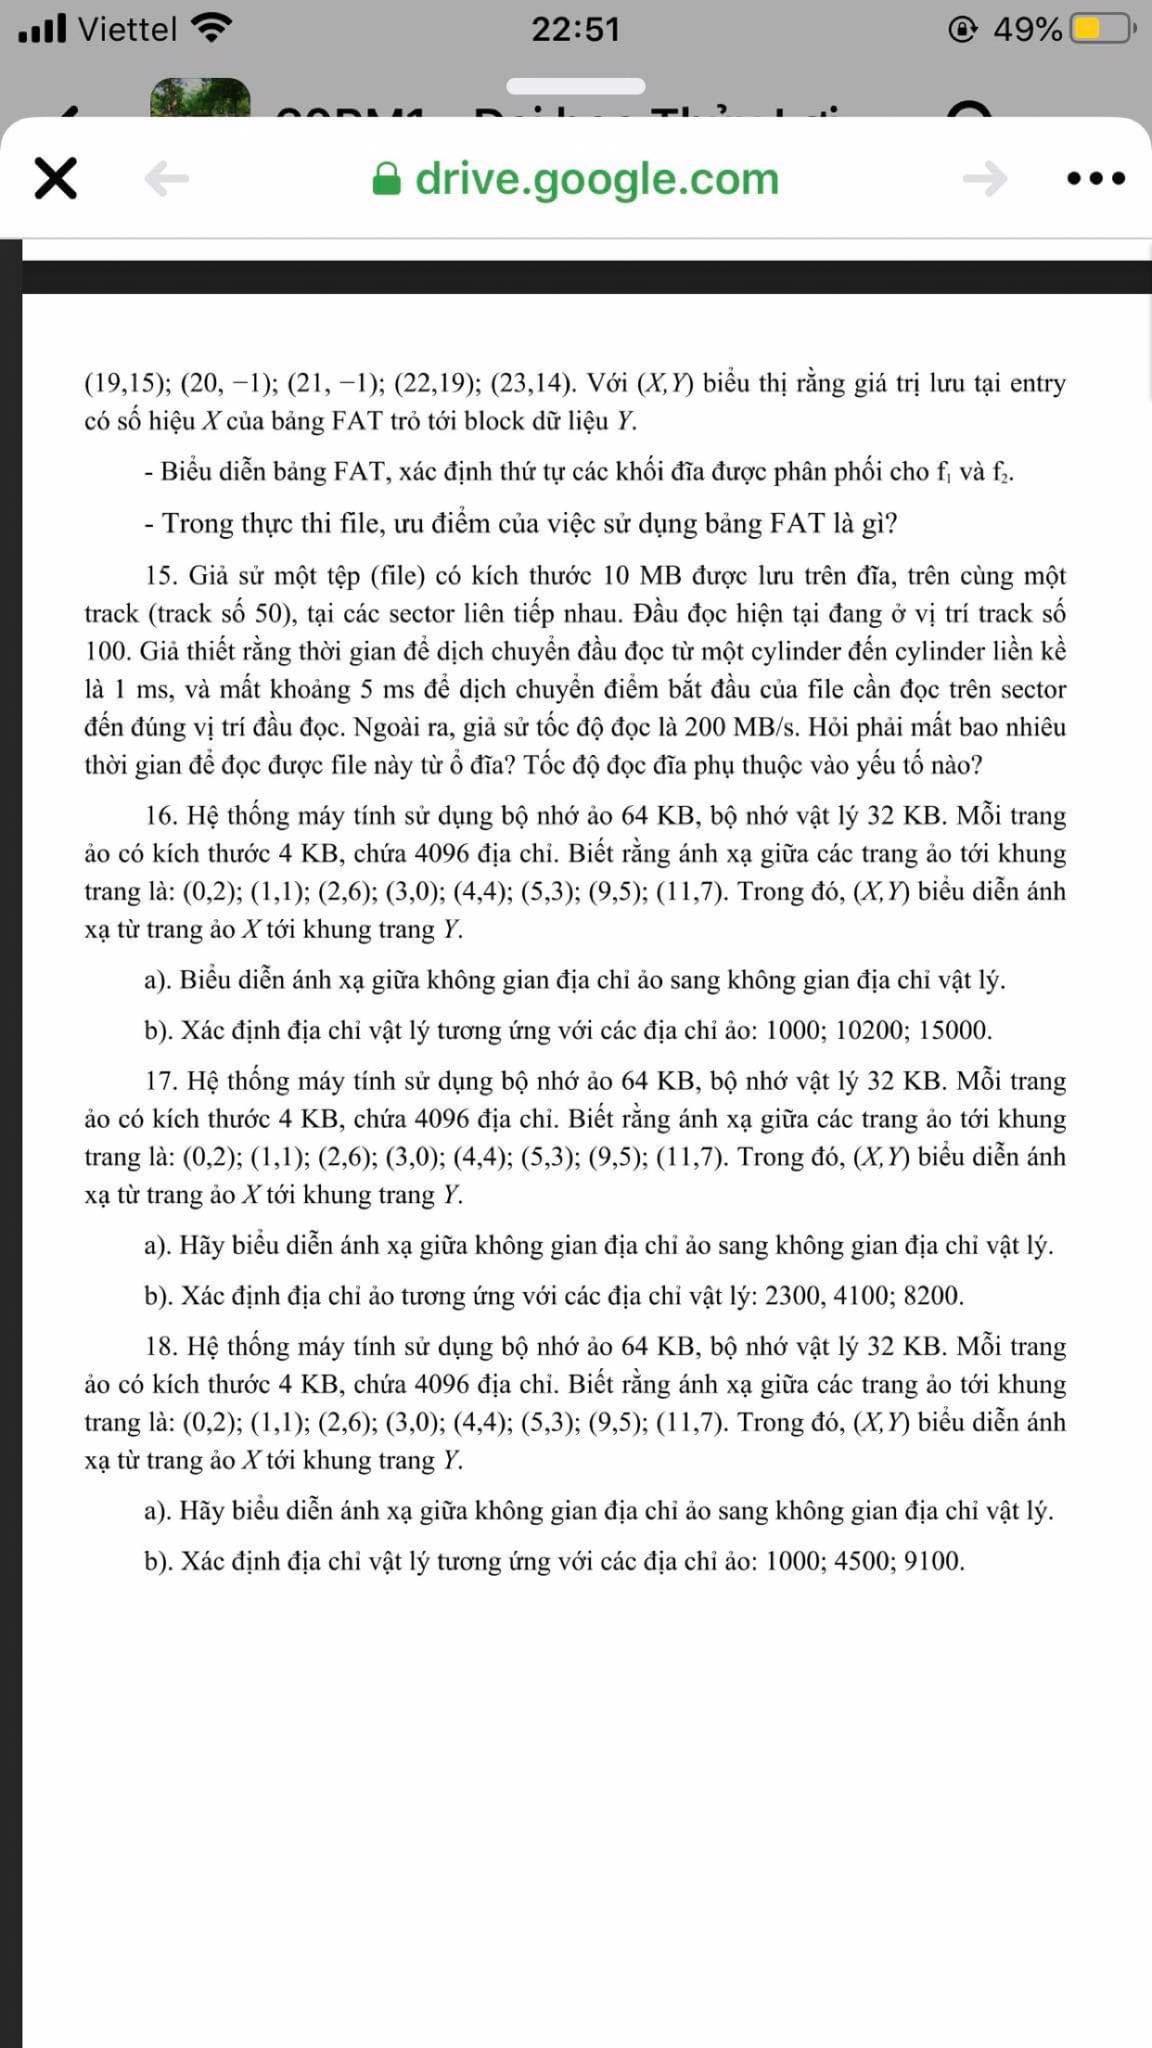 Viettel
22:51
49%
drive.google.com
(19,15); (20, −1); (21, −1); (22,19); (23,14). Với (X,Y) biểu thị rằng giá trị lưu tại entry
có số hiệu X của bảng FAT trỏ tới block dữ liệu Y.
- Biểu diễn bảng FAT, xác định thứ tự các khối đĩa được phân phối cho f₁ và f₂.
- Trong thực thi file, ưu điểm của việc sử dụng bảng FAT là gì?
15. Giả sử một tệp (file) có kích thước 10 MB được lưu trên đĩa, trên cùng một
track (track số 50), tại các sector liên tiếp nhau. Đầu đọc hiện tại đang ở vị trí track số
100. Giả thiết rằng thời gian để dịch chuyển đầu đọc từ một cylinder đến cylinder liền kề
là 1 ms, và mất khoảng 5 ms để dịch chuyển điểm bắt đầu của file cần đọc trên sector
đến đúng vị trí đầu đọc. Ngoài ra, giả sử tốc độ đọc là 200 MB/s. Hỏi phải mất bao nhiêu
thời gian để đọc được file này từ ổ đĩa? Tốc độ đọc đĩa phụ thuộc vào yếu tố nào?
16. Hệ thống máy tính sử dụng bộ nhớ ảo 64 KB, bộ nhớ vật lý 32 KB. Mỗi trang
ảo có kích thước 4 KB, chứa 4096 địa chỉ. Biết rằng ánh xạ giữa các trang ảo tới khung
trang là: (0,2); (1,1); (2,6); (3,0); (4,4); (5,3); (9,5); (11,7). Trong đó, (X,Y) biểu diễn ánh
xạ từ trang ảo X tới khung trang Y.
a). Biểu diễn ánh xạ giữa không gian địa chỉ ảo sang không gian địa chỉ vật lý.
b). Xác định địa chỉ vật lý tương ứng với các địa chỉ ảo: 1000; 10200; 15000.
17. Hệ thống máy tính sử dụng bộ nhớ ảo 64 KB, bộ nhớ vật lý 32 KB. Mỗi trang
ảo có kích thước 4 KB, chứa 4096 địa chỉ. Biết rằng ánh xạ giữa các trang ảo tới khung
trang là: (0,2); (1,1); (2,6); (3,0); (4,4); (5,3); (9,5); (11,7). Trong đó, (X,Y) biểu diễn ánh
xạ từ trang ảo X tới khung trang Y.
a). Hãy biểu diễn ánh xạ giữa không gian địa chỉ ảo sang không gian địa chỉ vật lý.
b). Xác định địa chỉ ảo tương ứng với các địa chỉ vật lý: 2300, 4100; 8200.
18. Hệ thống máy tính sử dụng bộ nhớ ảo 64 KB, bộ nhớ vật lý 32 KB. Mỗi trang
ảo có kích thước 4 KB, chứa 4096 địa chỉ. Biết rằng ánh xạ giữa các trang ảo tới khung
trang là: (0,2); (1,1); (2,6); (3,0); (4,4); (5,3); (9,5); (11,7). Trong đó, (X,Y) biểu diễn ánh
xạ từ trang ảo X tới khung trang Y.
a). Hãy biểu diễn ánh xạ giữa không gian địa chỉ ảo sang không gian địa chỉ vật lý.
b). Xác định địa chỉ vật lý tương ứng với các địa chỉ ảo: 1000; 4500; 9100.